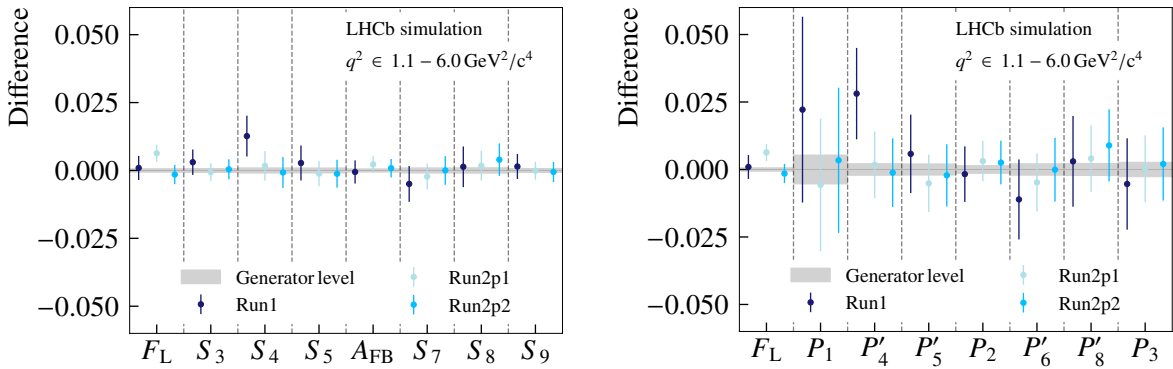 Difference
0.050
0.025
0.000
−0.025
−0.050
LHCb simulation
q² ∈ 1.1 – 6.0 GeV²/c⁴
Generator level
Run1
Run2p1
Run2p2
F_L S_3 S_4 S_5 A_FB S_7 S_8 S_9
Difference
0.050
0.025
0.000
−0.025
−0.050
LHCb simulation
q² ∈ 1.1 – 6.0 GeV²/c⁴
Generator level
Run1
Run2p1
Run2p2
F_L P_1 P′_4 P′_5 P_2 P′_6 P′_8 P_3